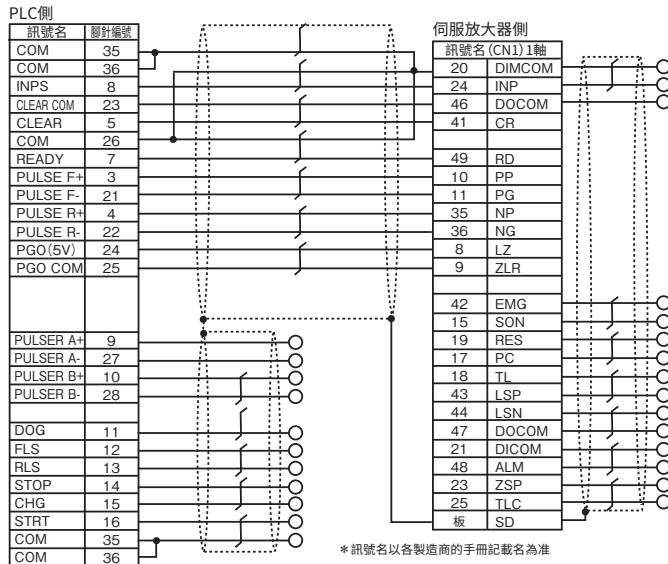 PLC側
訊號名 腳針編號
COM 35
COM 36
INPS 8
CLEAR COM 23
CLEAR 5
COM 26
READY 7
PULSE F+ 3
PULSE F- 21
PULSE R+ 4
PULSE R- 22
PGO(5V) 24
PGO COM 25
PULSER A+ 9
PULSER A- 27
PULSER B+ 10
PULSER B- 28
DOG 11
FLS 12
RLS 13
STOP 14
CHG 15
STRT 16
COM 35
COM 36
伺服放大器側
訊號名(CN1)1軸
20 DIMCOM
24 INP
46 DOCOM
41 CR
49 RD
10 PP
11 PG
35 NP
36 NG
8 LZ
9 ZLR
42 EMG
15 SON
19 RES
17 PC
18 TL
43 LSP
44 LSN
47 DOCOM
21 DICOM
48 ALM
23 ZSP
25 TLC
板 SD
＊訊號名以各製造商的手冊記載名為准